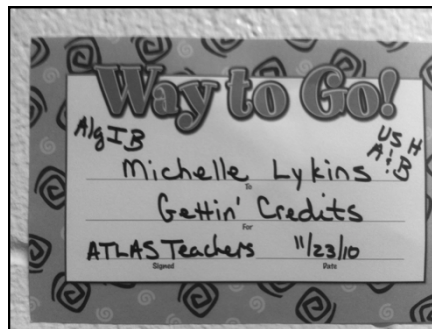 Way to Go!
Alg I B
US H
A & B
Michelle Lykins
To
Gettin' Credits
For
ATLAS Teachers 11/23/10
Signed Date